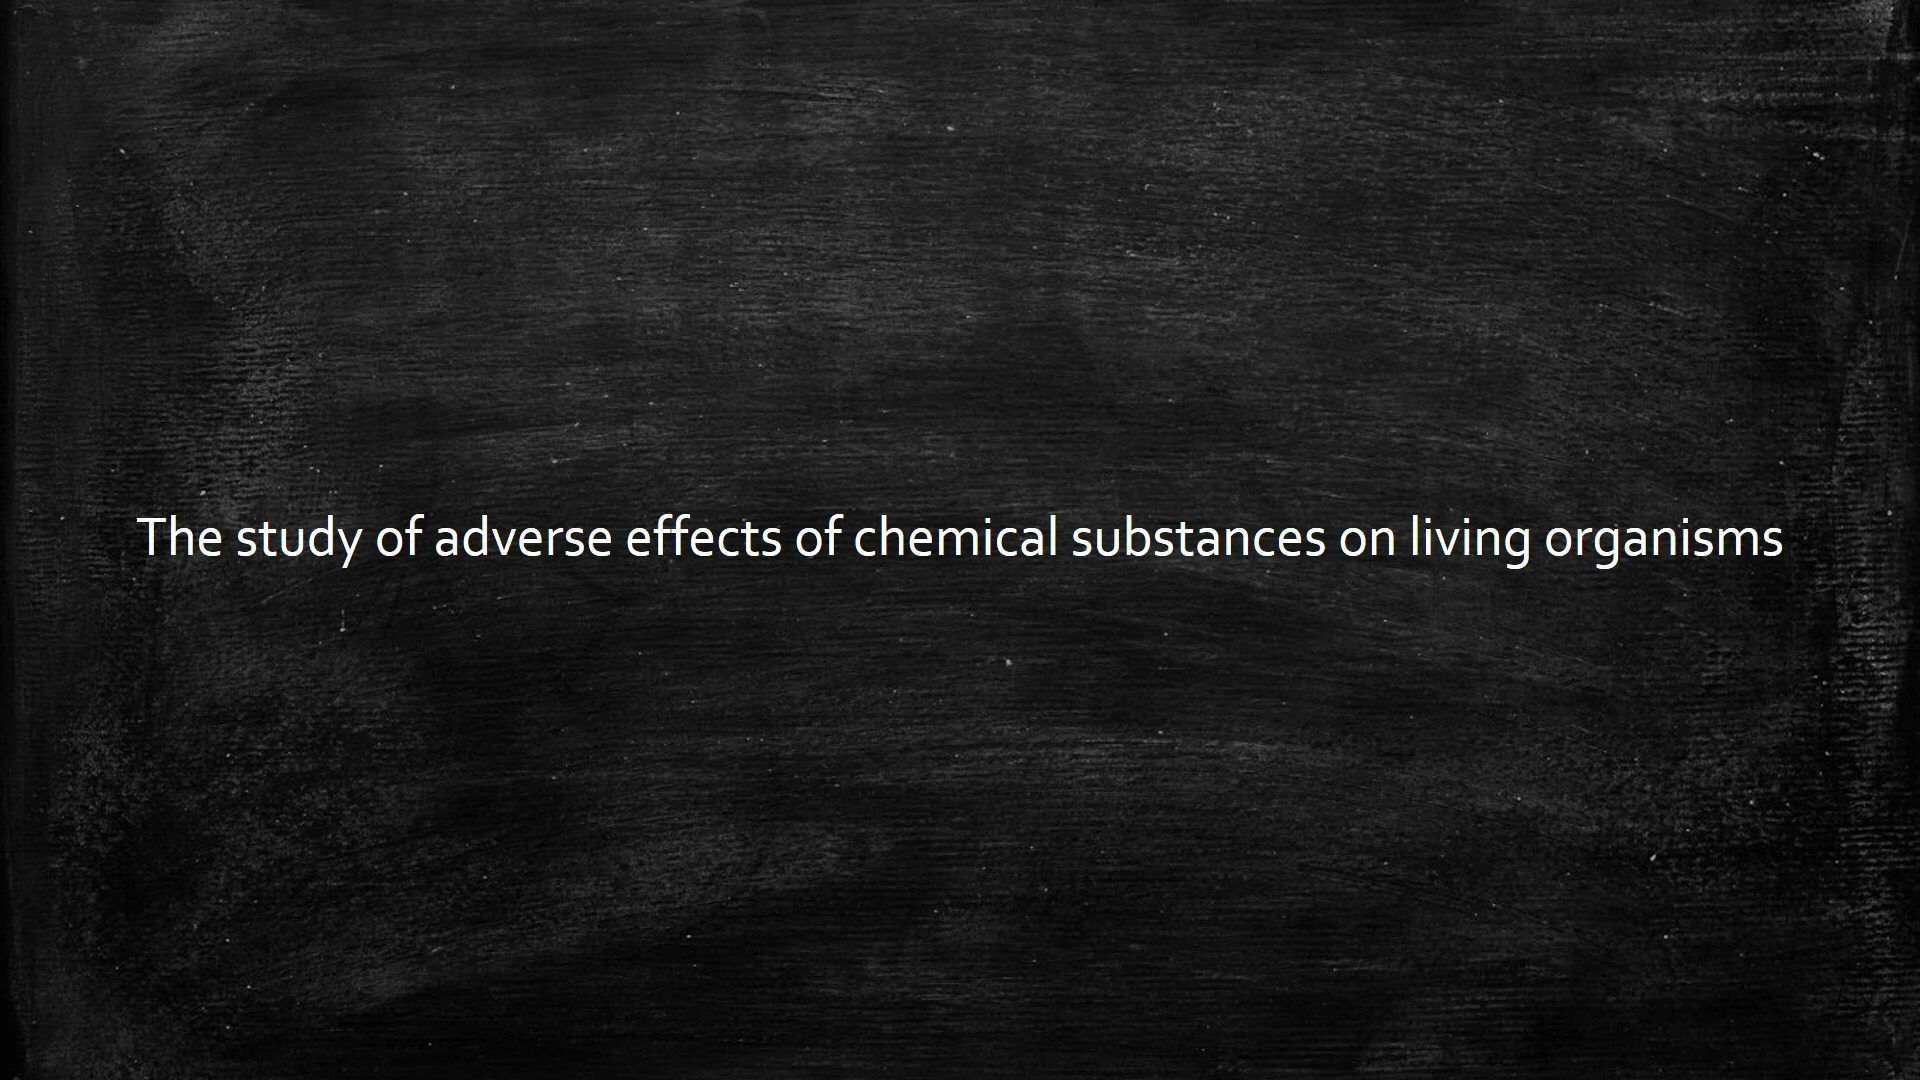 The study of adverse effects of chemical substances on living organisms